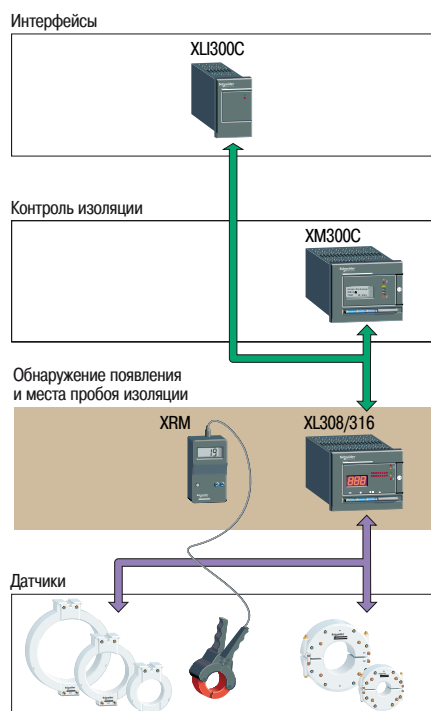 Интерфейсы
XLI300C
Контроль изоляции
XM300C
Обнаружение появления
и места пробоя изоляции
XRM
XL308/316
Датчики